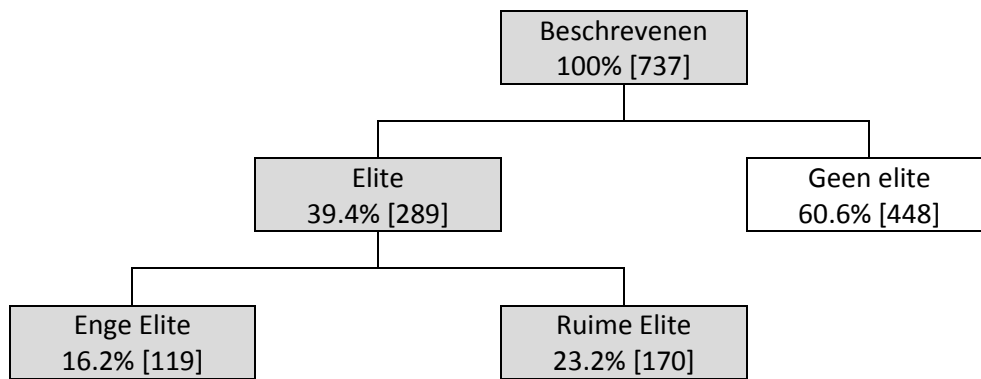 Beschrevenen
100% [737]
Elite
39.4% [289]
Geen elite
60.6% [448]
Enge Elite
16.2% [119]
Ruime Elite
23.2% [170]